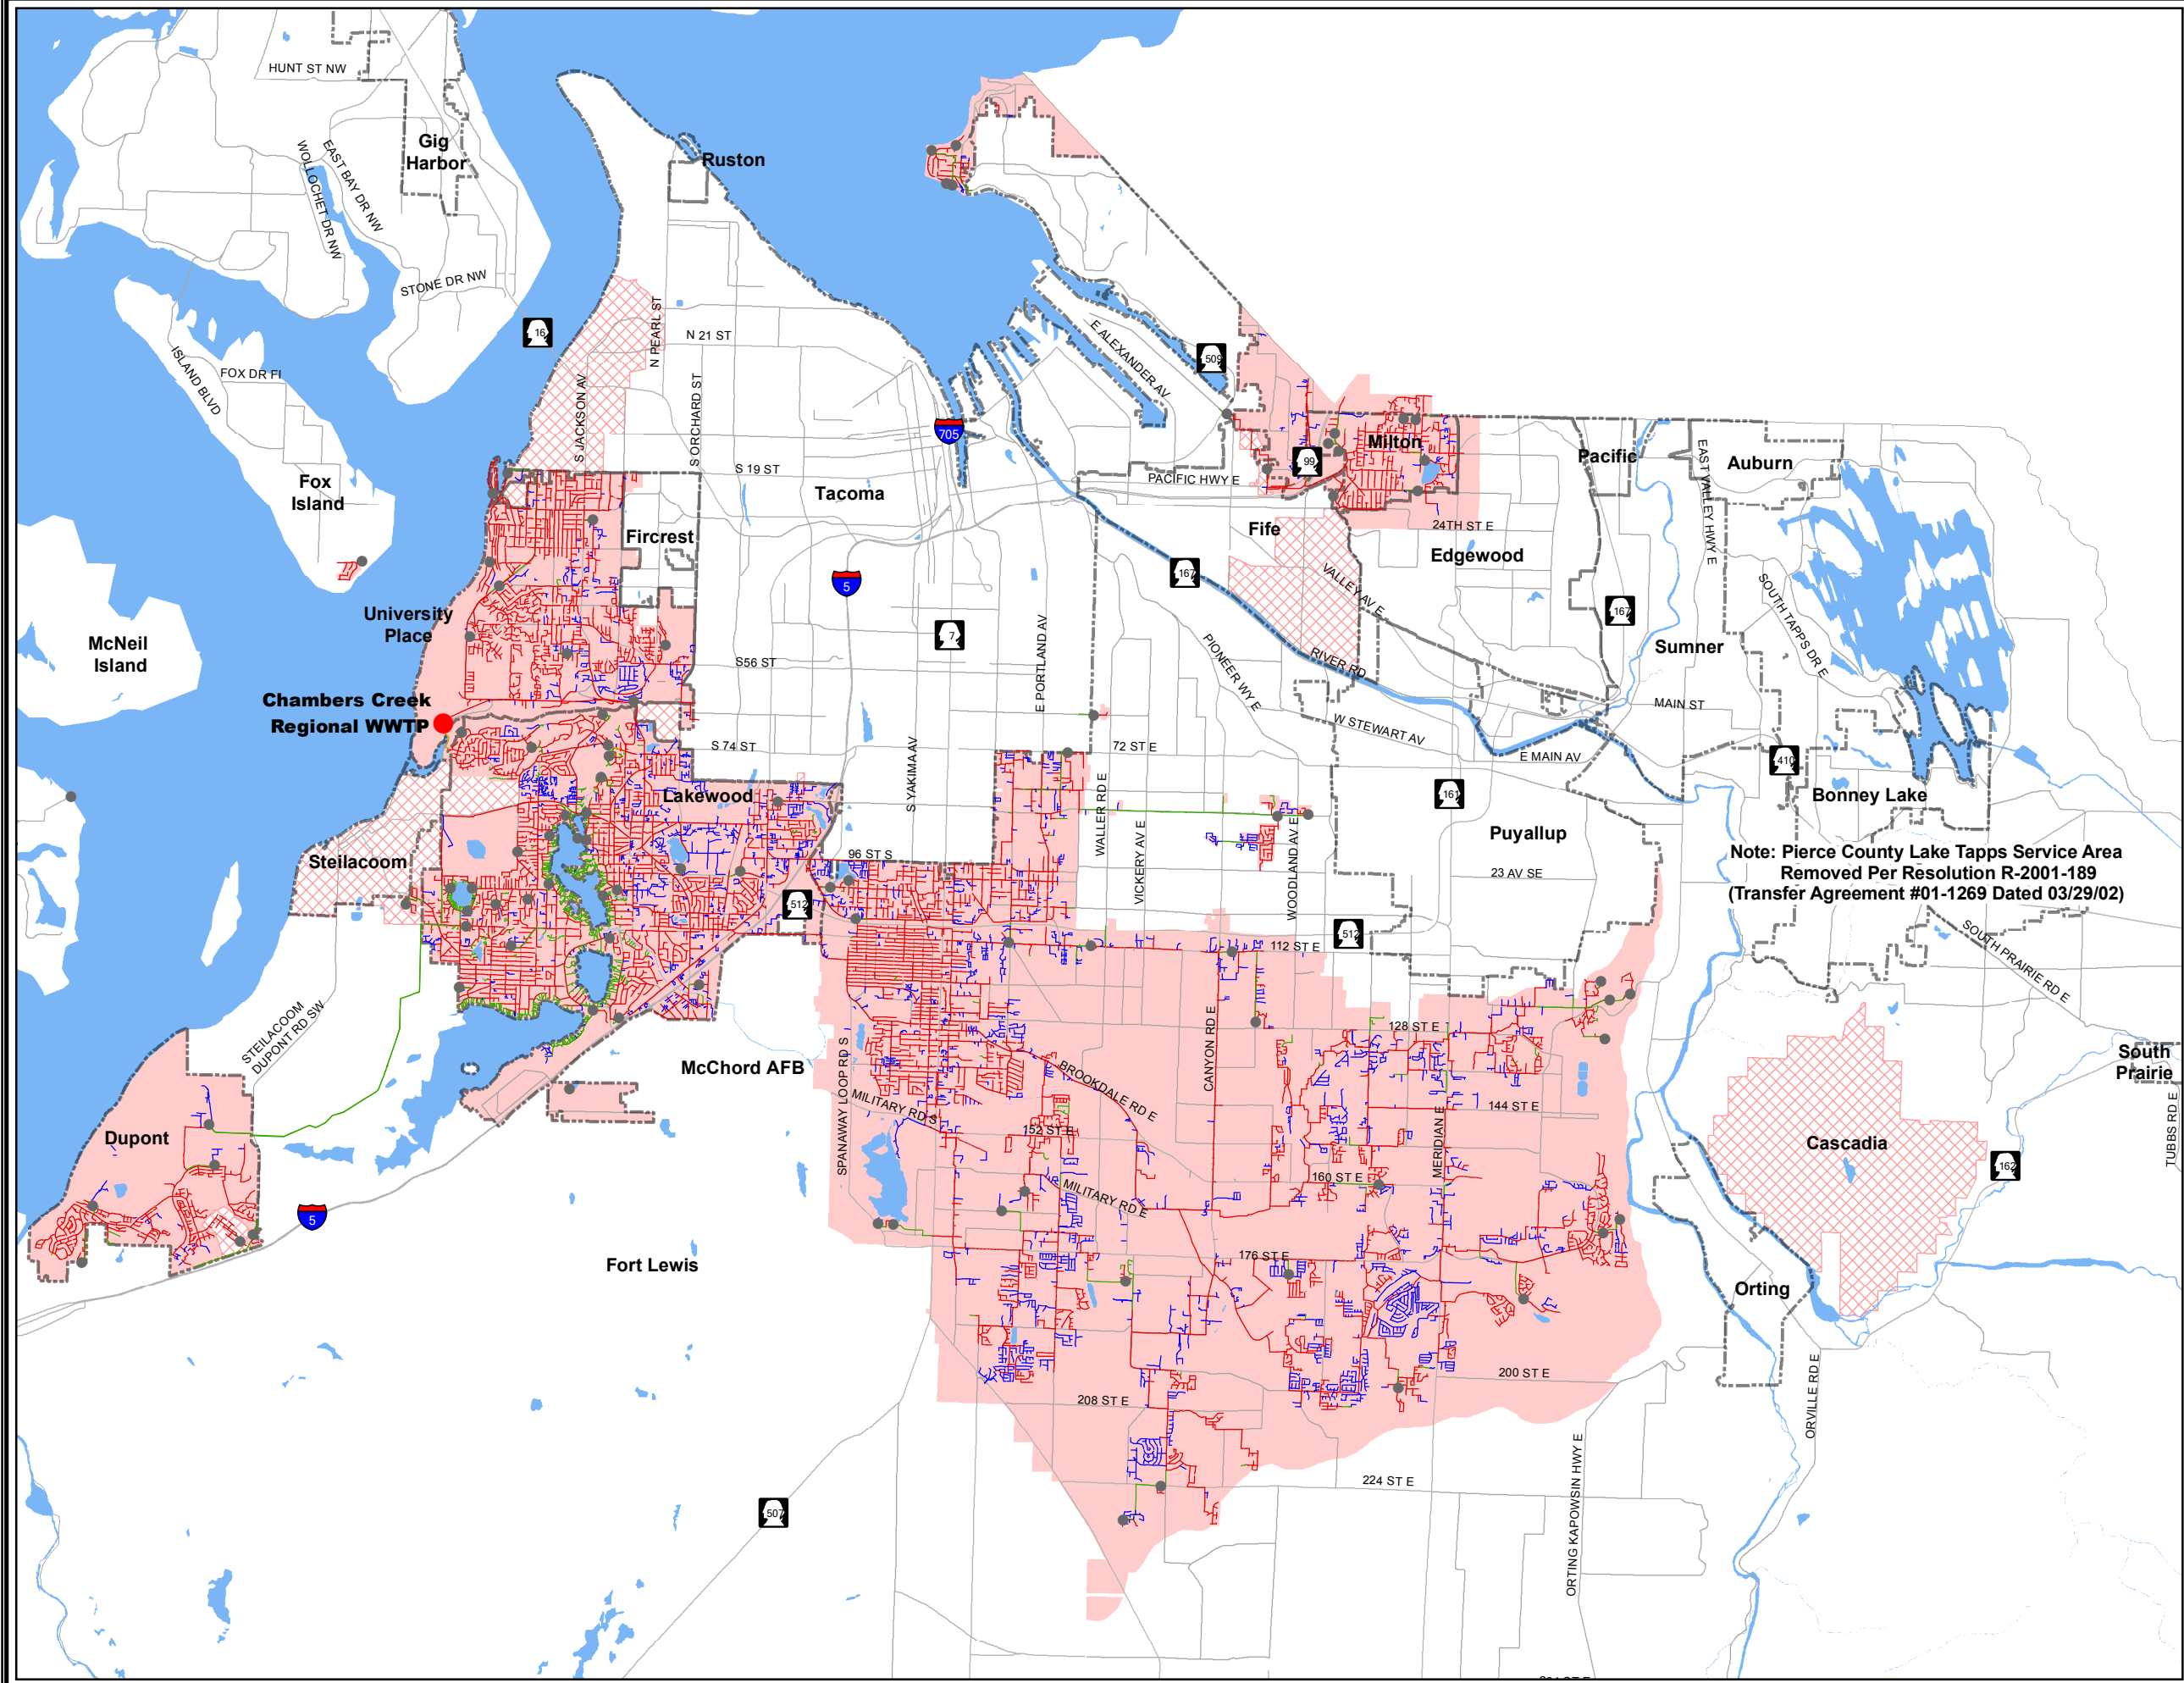 HUNT ST NW
Gig
Harbor
WOLLOCHET DR NW
EAST BAY DR NW
STONE DR NW
Ruston
16
N PEARL ST
N 21 ST
S JACKSON AV
S ORCHARD ST
ISLAND BLVD
FOX DR FI
Fox
Island
E ALEXANDER AV
509
705
S 19 ST
Tacoma
PACIFIC HWY E
99
Milton
Pacific
EAST VALLEY HWY E
Auburn
Fircrest
Fife
24TH ST E
Edgewood
5
167
VALLEY AV E
167
SOUTH TAPPS DR E
University
Place
McNeil
Island
7
E PORTLAND AV
PIONEER WY E
RIVER RD
Sumner
S56 ST
Chambers Creek
Regional WWTP
MAIN ST
W STEWART AV
S 74 ST
72 ST E
E MAIN AV
410
S YAKIMA AV
WALLER RD E
161
Bonney Lake
Lakewood
Puyallup
Steilacoom
96 ST S
VICKERY AV E
WOODLAND AV E
23 AV SE
Note: Pierce County Lake Tapps Service Area
Removed Per Resolution R-2001-189
(Transfer Agreement #01-1269 Dated 03/29/02)
512
512
112 ST E
SOUTH PRAIRIE RD E
STEILACOOM
DUPONT RD SW
McChord AFB
SPANAWAY LOOP RD S
128 ST E
CANYON RD E
BROOKDALE RD E
South
Prairie
MILITARY RD S
144 ST E
MERIDIAN E
152 ST E
Dupont
Cascadia
162
TUBBS RD E
160 ST E
MILITARY RD E
5
Fort Lewis
176 ST E
Orting
200 ST E
208 ST E
ORVILLE RD E
224 ST E
ORTING KAPOWSIN HWY E
507